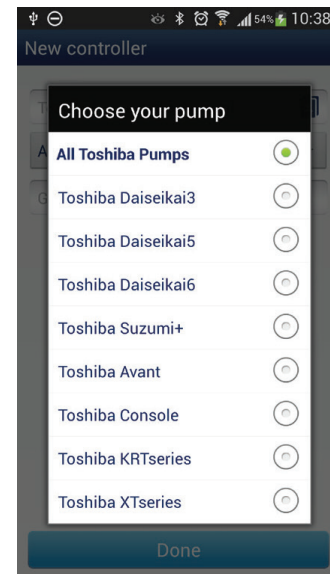 54% 10:38
New controller
T
Choose your pump
A
All Toshiba Pumps
G
Toshiba Daiseikai3
Toshiba Daiseikai5
Toshiba Daiseikai6
Toshiba Suzumi+
Toshiba Avant
Toshiba Console
Toshiba KRTseries
Toshiba XTseries
Done